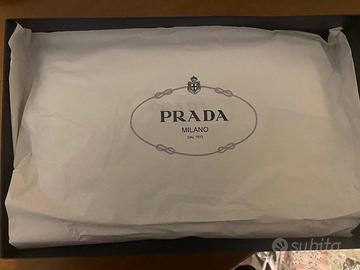 PRADA
MILANO
DAL 1913
subito